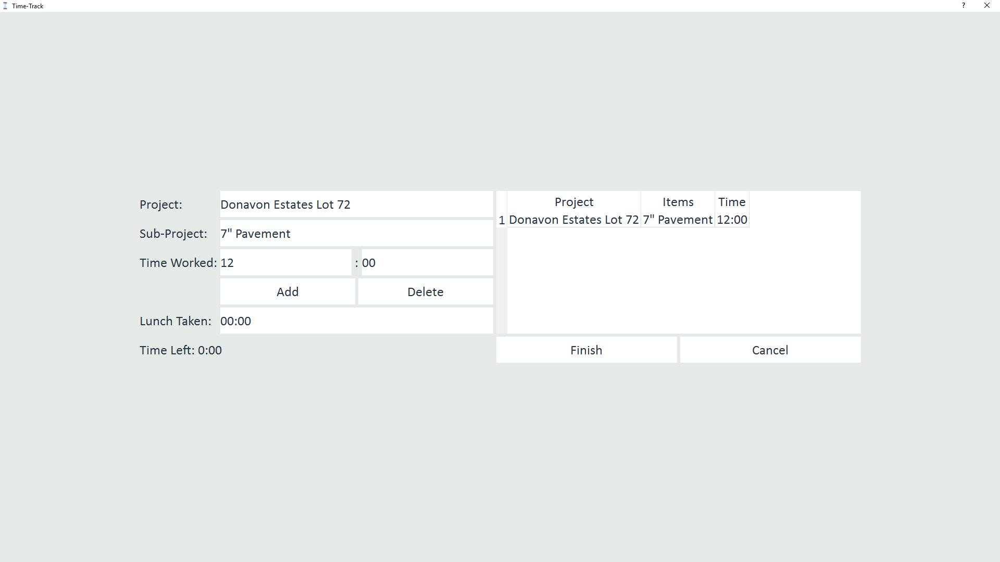 Time-Track ?
Project: Donavon Estates Lot 72
Sub-Project: 7" Pavement
Time Worked: 12 : 00
Add Delete
Lunch Taken: 00:00
Time Left: 0:00
Project Items Time
1 Donavon Estates Lot 72 7" Pavement 12:00
Finish Cancel